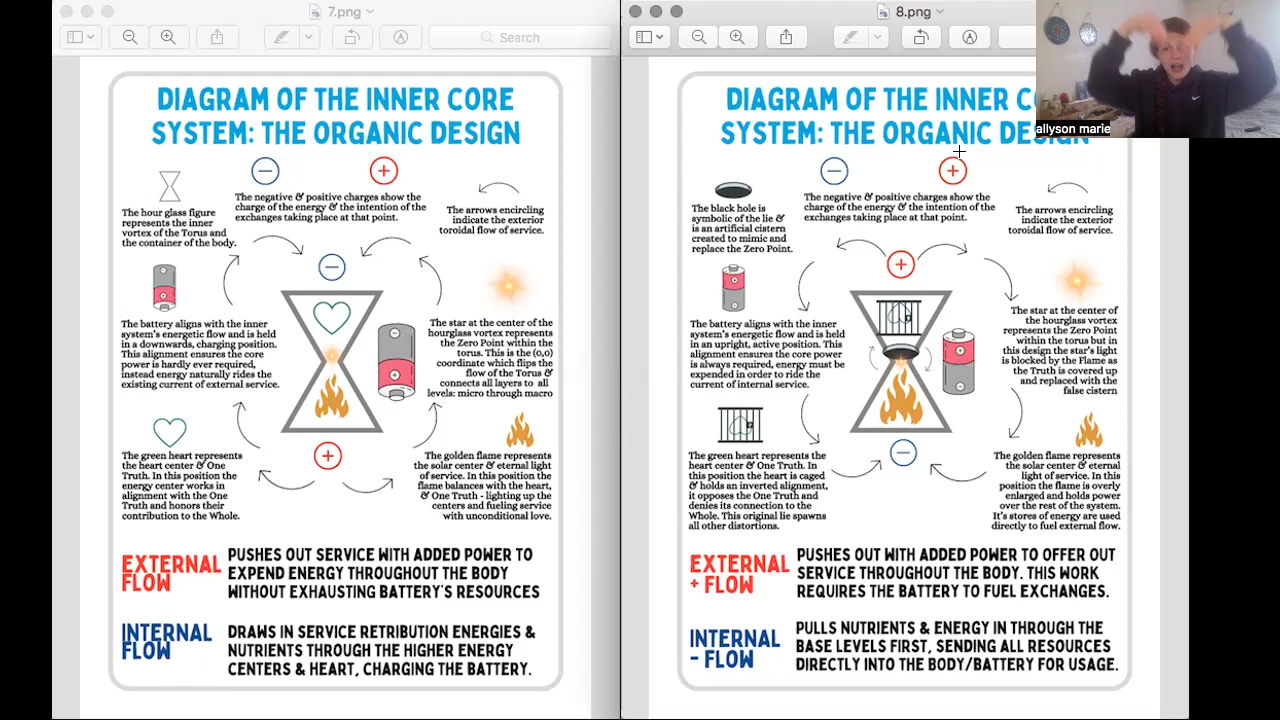 7.png
Search
DIAGRAM OF THE INNER CORE
SYSTEM: THE ORGANIC DESIGN
The negative & positive charges show the
charge of the energy & the intention of the
exchanges taking place at that point.
The hour glass figure
represents the inner
vortex of the Torus and
the container of the body.
The arrows encircling
indicate the exterior
toroidal flow of service.
The battery aligns with the inner
system's energetic flow and is held
in a downwards, charging position.
This alignment ensures the core
power is hardly ever required,
instead energy naturally rides the
existing current of external service.
The star at the center of the
hourglass vortex represents
the Zero Point within the
torus. This is the (0,0)
coordinate which flips the
flow of the Torus &
connects all layers to all
levels: micro through macro
The green heart represents
the heart center & One
Truth. In this position the
energy center works in
alignment with the One
Truth and honors their
contribution to the Whole.
The golden flame represents
the solar center & eternal light
of service. In this position the
flame balances with the heart,
& One Truth - lighting up the
centers and fueling service
with unconditional love.
EXTERNAL
FLOW
PUSHES OUT SERVICE WITH ADDED POWER TO
EXPEND ENERGY THROUGHOUT THE BODY
WITHOUT EXHAUSTING BATTERY'S RESOURCES
INTERNAL
FLOW
DRAWS IN SERVICE RETRIBUTION ENERGIES &
NUTRIENTS THROUGH THE HIGHER ENERGY
CENTERS & HEART, CHARGING THE BATTERY.
8.png
allyson marie
DIAGRAM OF THE INNER CO
SYSTEM: THE ORGANIC DESIGN
The negative & positive charges show the
charge of the energy & the intention of the
exchanges taking place at that point.
The black hole is
symbolic of the lie &
is an artificial cistern
created to mimic and
replace the Zero Point.
The arrows encircling
indicate the exterior
toroidal flow of service.
The battery aligns with the inner
system's energetic flow and is held
in an upright, active position. This
alignment ensures the core power
is always required, energy must be
expended in order to ride the
current of internal service.
The star at the center of
the hourglass vortex
represents the Zero Point
within the torus but in
this design the star's light
is blocked by the Flame as
the Truth is covered up
and replaced with the
false cistern
The green heart represents the
heart center & One Truth. In
this position the heart is caged
& holds an inverted alignment,
it opposes the One Truth and
denies its connection to the
Whole. This original lie spawns
all other distortions.
The golden flame represents
the solar center & eternal
light of service. In this
position the flame is overly
enlarged and holds power
over the rest of the system.
It's stores of energy are used
directly to fuel external flow.
EXTERNAL
+ FLOW
PUSHES OUT WITH ADDED POWER TO OFFER OUT
SERVICE THROUGHOUT THE BODY. THIS WORK
REQUIRES THE BATTERY TO FUEL EXCHANGES.
INTERNAL
- FLOW
PULLS NUTRIENTS & ENERGY IN THROUGH THE
BASE LEVELS FIRST, SENDING ALL RESOURCES
DIRECTLY INTO THE BODY/BATTERY FOR USAGE.